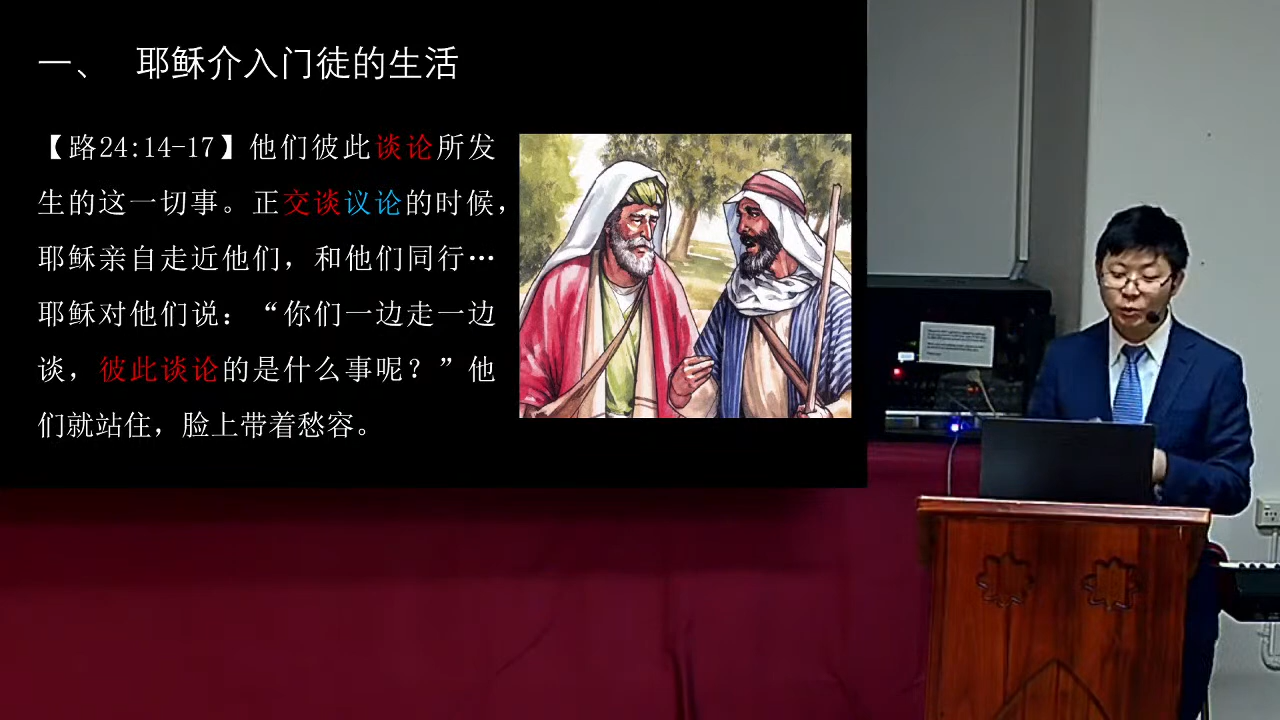 一、 耶稣介入门徒的生活
【路24:14-17】他们彼此谈论所发
生的这一切事。正交谈议论的时候，
耶稣亲自走近他们，和他们同行…
耶稣对他们说：“你们一边走一边
谈，彼此谈论的是什么事呢？”他
们就站住，脸上带着愁容。